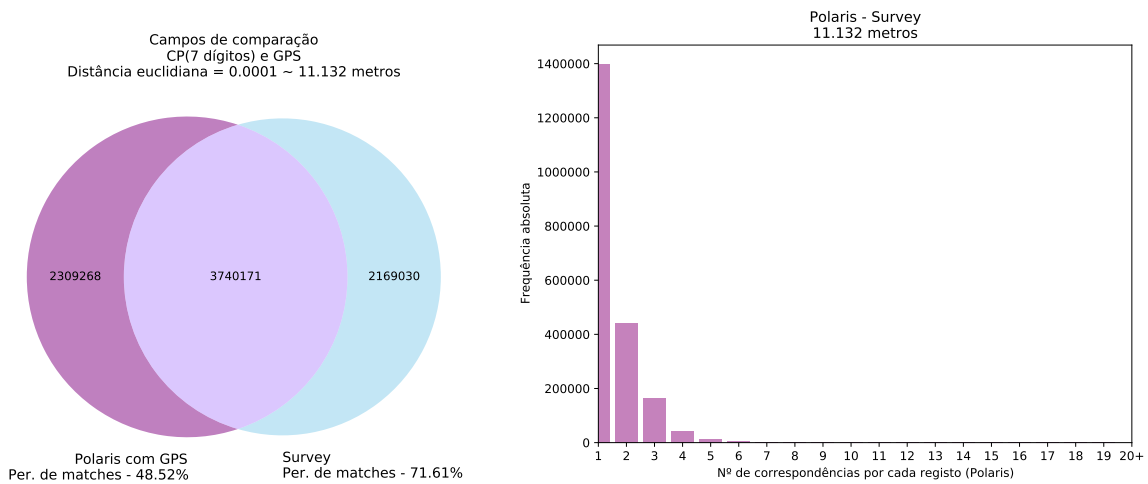 Campos de comparação
CP(7 dígitos) e GPS
Distância euclidiana = 0.0001 ~ 11.132 metros
2309268
3740171
2169030
Polaris com GPS
Per. de matches - 48.52%
Survey
Per. de matches - 71.61%
Polaris - Survey
11.132 metros
Frequência absoluta
1400000
1200000
1000000
800000
600000
400000
200000
0
1 2 3 4 5 6 7 8 9 10 11 12 13 14 15 16 17 18 19 20+
Nº de correspondências por cada registo (Polaris)